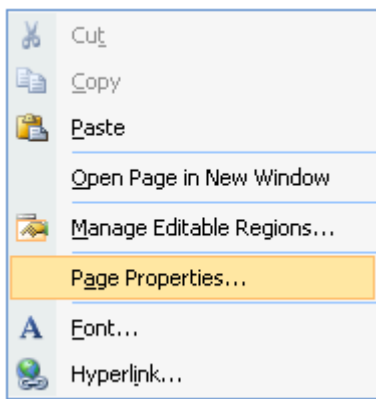 Cut
Copy
Paste
Open Page in New Window
Manage Editable Regions...
Page Properties...
Font...
Hyperlink...